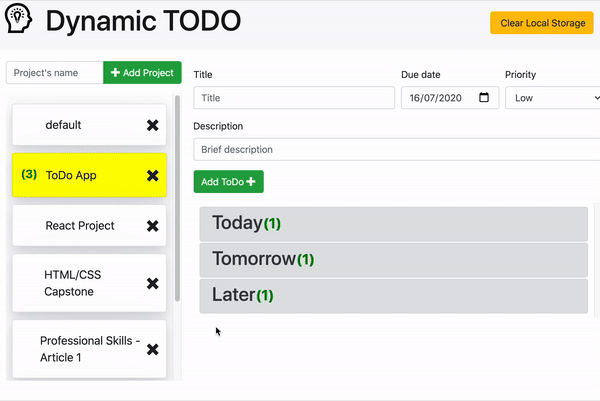 Dynamic TODO
Clear Local Storage
Project's name
Add Project
default
(3) ToDo App
React Project
HTML/CSS
Capstone
Professional Skills -
Article 1
Title
Due date
Priority
Title
16/07/2020
Low
Description
Brief description
Add ToDo
Today(1)
Tomorrow(1)
Later(1)